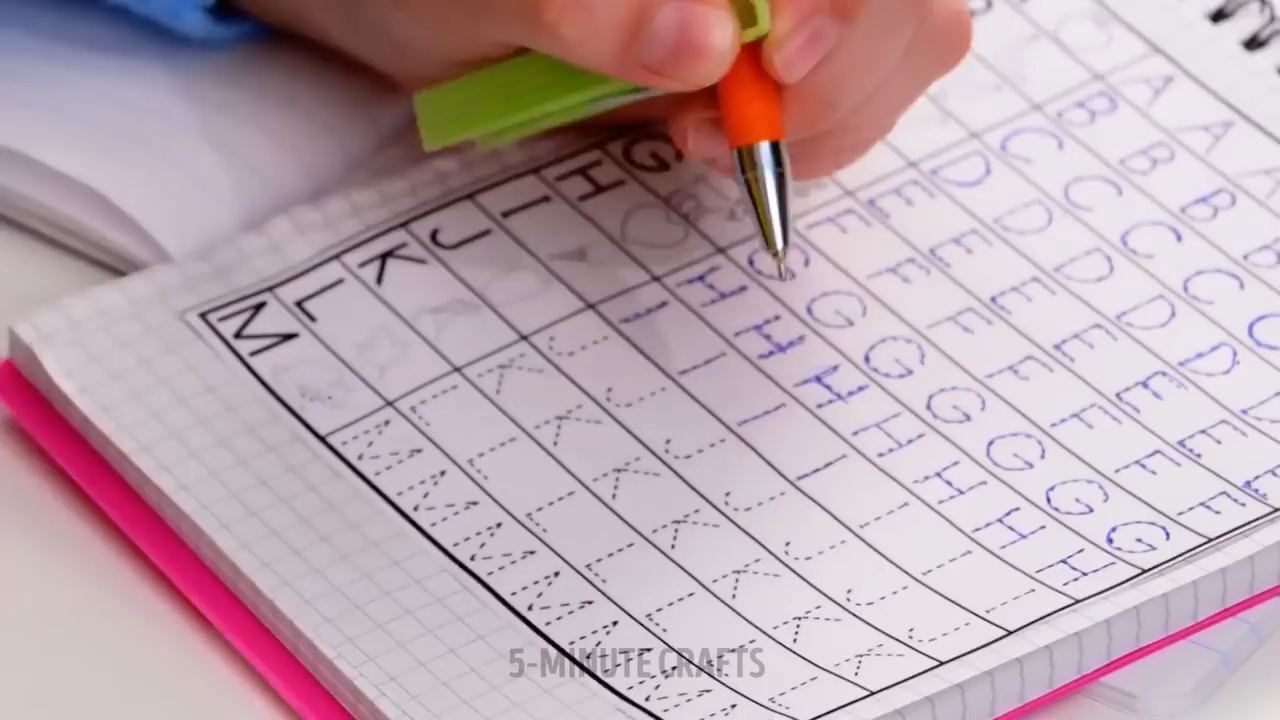 A A A
B B B B
C C C C C
D D D D D D
E E E E E E E
F F F F F F F
G G G G G G G G
H H H H H H H H
I I I I I I I I
J J J J J J J J
K K K K K K K K
L L L L L L L
M M M M M M M
5-MINUTE CRAFTS